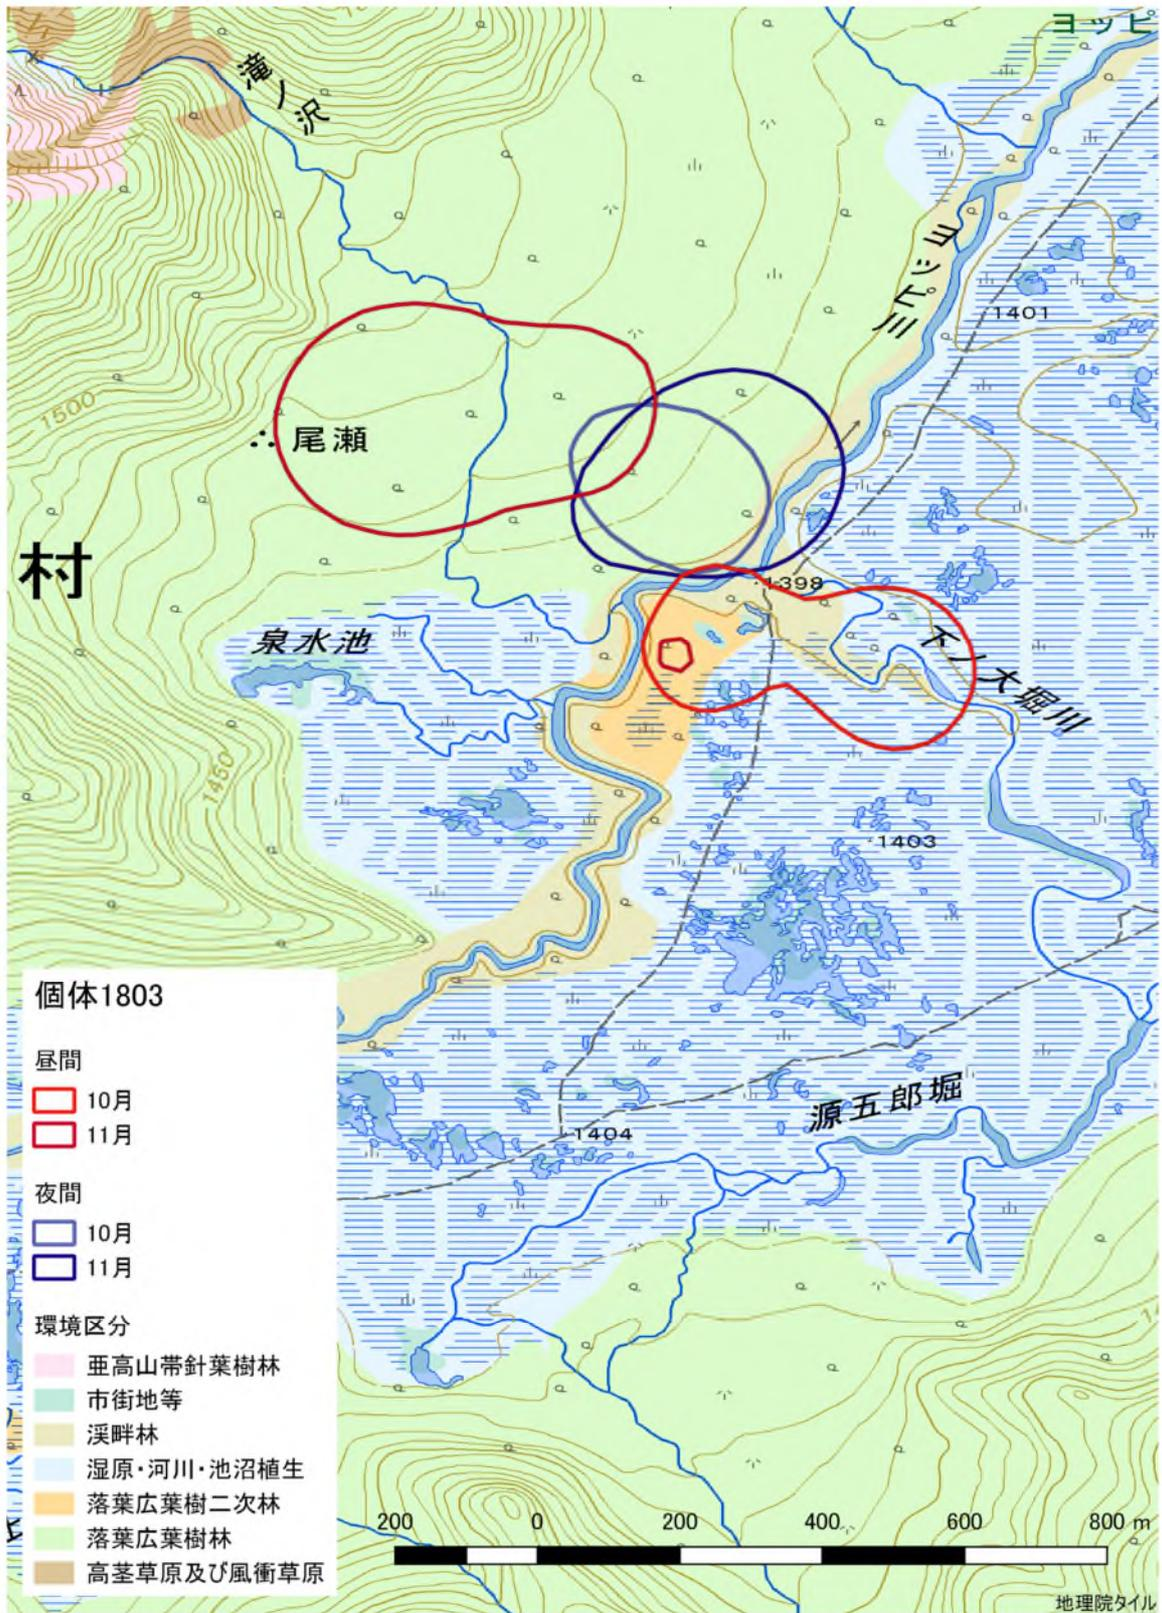 ヨッピ
滝ノ沢
ヨッピ川
1401
1500
尾瀬
村
1398
泉水池
下ノ大堀川
1450
1403
個体1803
昼間
10月
11月
源五郎堀
1404
夜間
10月
11月
環境区分
亜高山帯針葉樹林
市街地等
渓畔林
湿原・河川・池沼植生
落葉広葉樹二次林
落葉広葉樹林
高茎草原及び風衝草原
200 0 200 400 600 800 m
地理院タイル